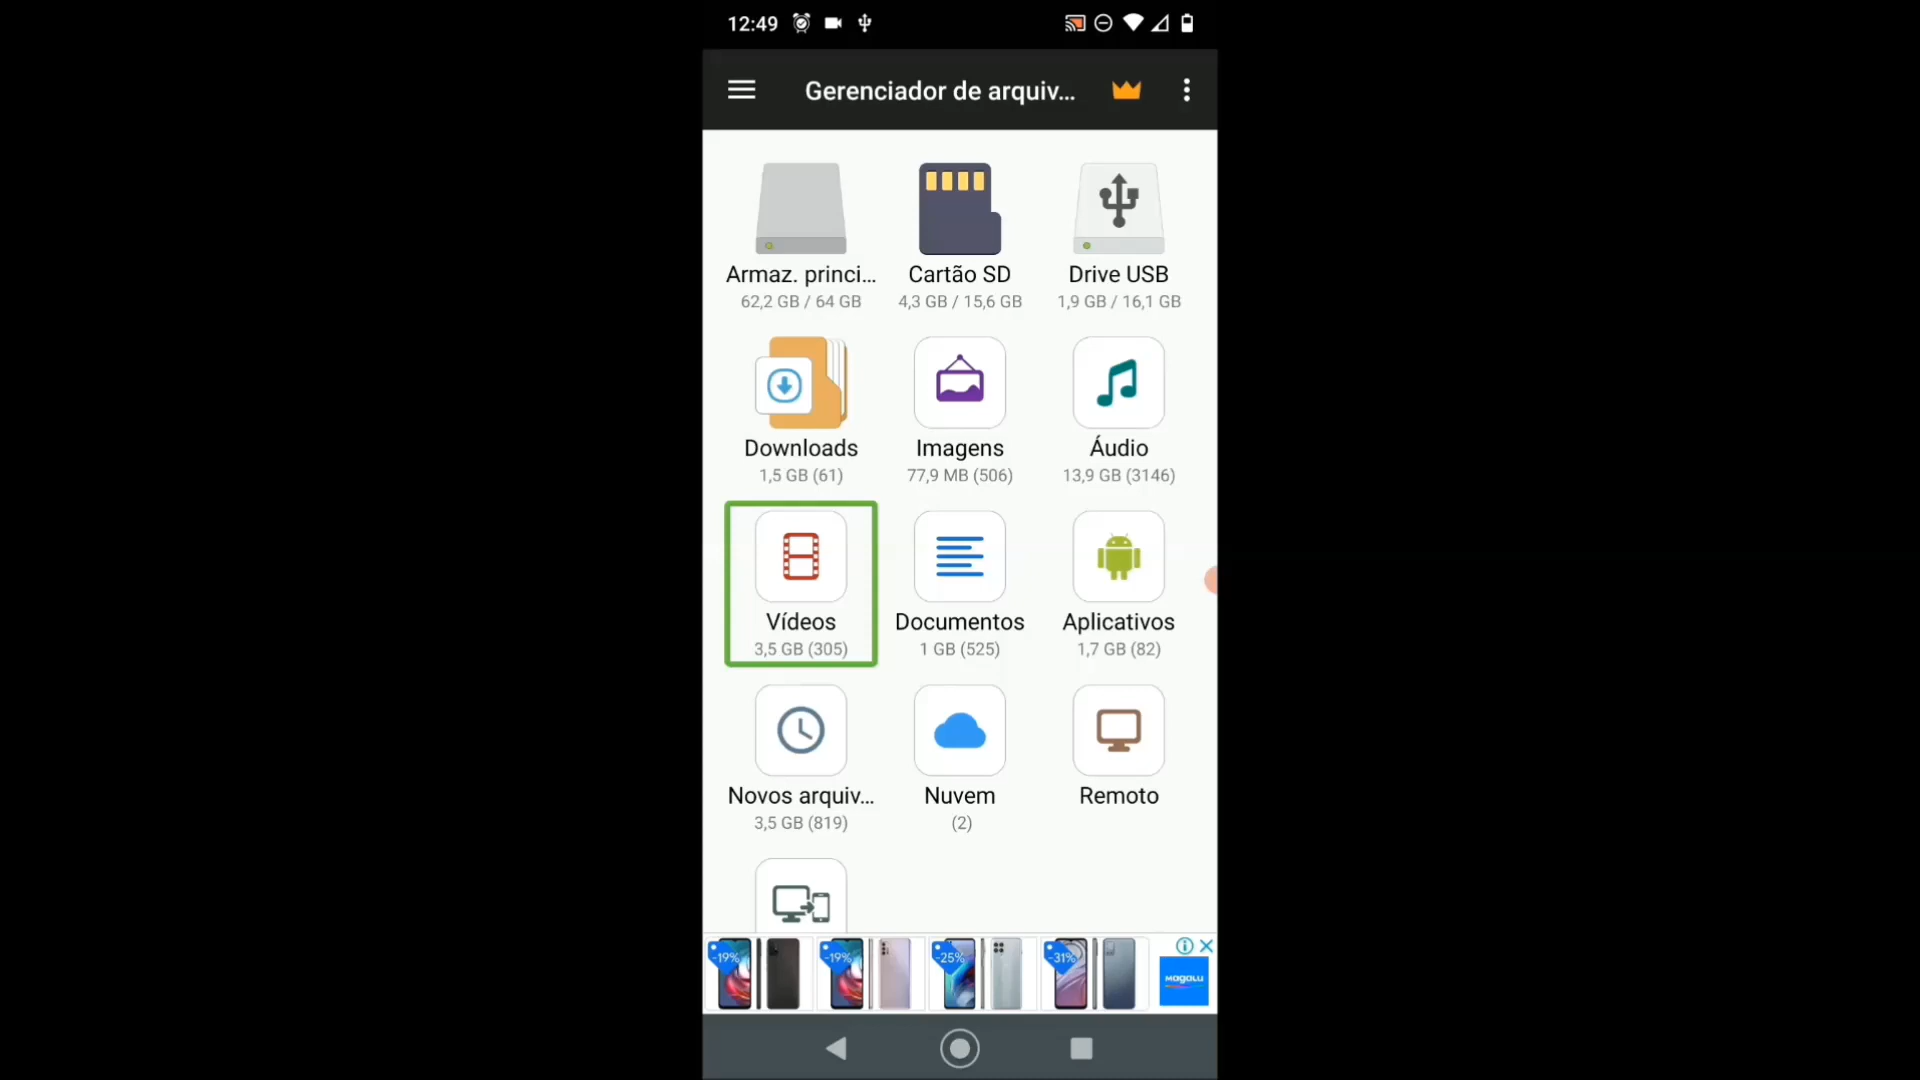 12:49
Gerenciador de arquiv...
Armaz. princi...
Cartão SD
Drive USB
62,2 GB / 64 GB
4,3 GB / 15,6 GB
1,9 GB / 16,1 GB
Downloads
Imagens
Áudio
1,5 GB (61)
77,9 MB (506)
13,9 GB (3146)
Vídeos
Documentos
Aplicativos
3,5 GB (305)
1 GB (525)
1,7 GB (82)
Novos arquiv...
Nuvem
Remoto
3,5 GB (819)
(2)
-19%
-19%
-25%
-31%
Magalu